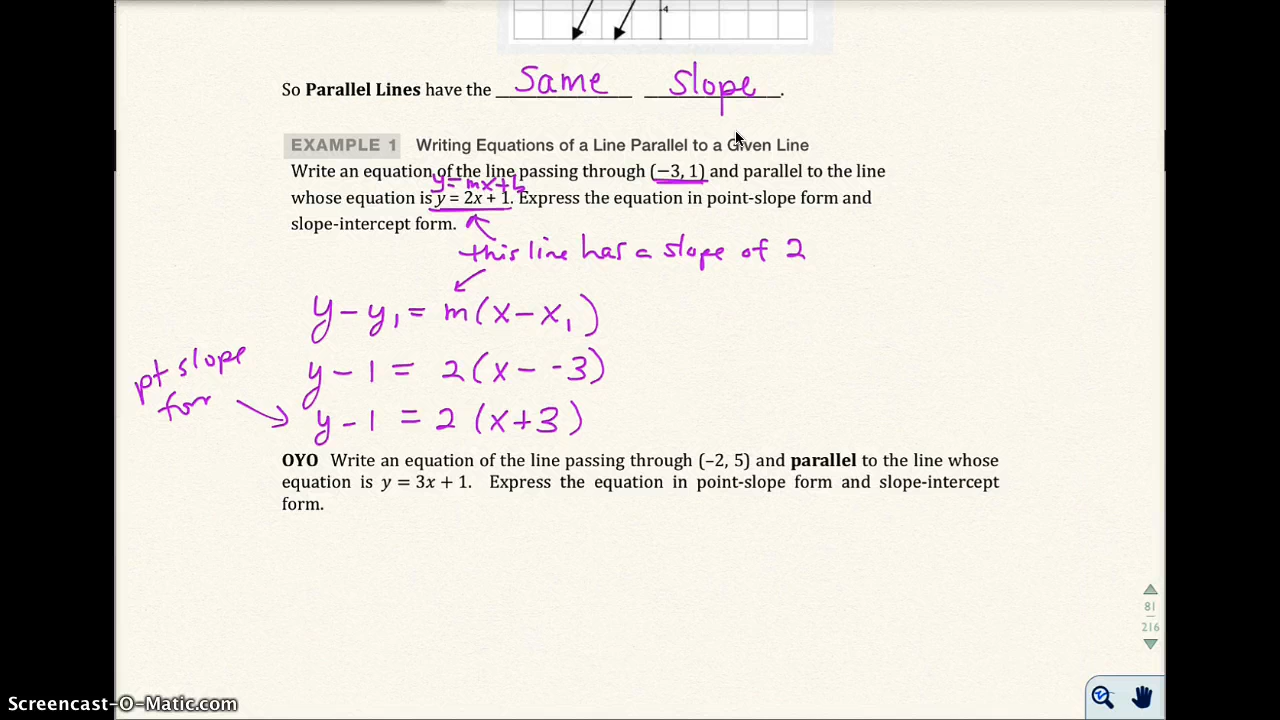 4
So Parallel Lines have the Same Slope.
EXAMPLE 1 Writing Equations of a Line Parallel to a Given Line
Write an equation of the line passing through (−3, 1) and parallel to the line
y=mx+b
whose equation is y = 2x + 1. Express the equation in point-slope form and
slope-intercept form.
this line has a slope of 2
y-y₁ = m(x-x₁)
y-1 = 2(x--3)
pt slope
form
y-1 = 2(x+3)
OYO Write an equation of the line passing through (–2, 5) and parallel to the line whose
equation is y = 3x + 1. Express the equation in point-slope form and slope-intercept
form.
81
216
Screencast-O-Matic.com